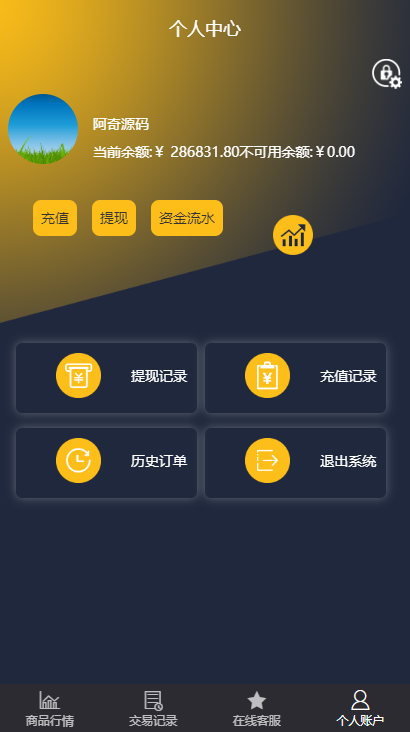 个人中心
阿奇源码
当前余额:￥ 286831.80不可用余额:￥0.00
充值 提现 资金流水
提现记录 充值记录
历史订单 退出系统
商品行情 交易记录 在线客服 个人账户